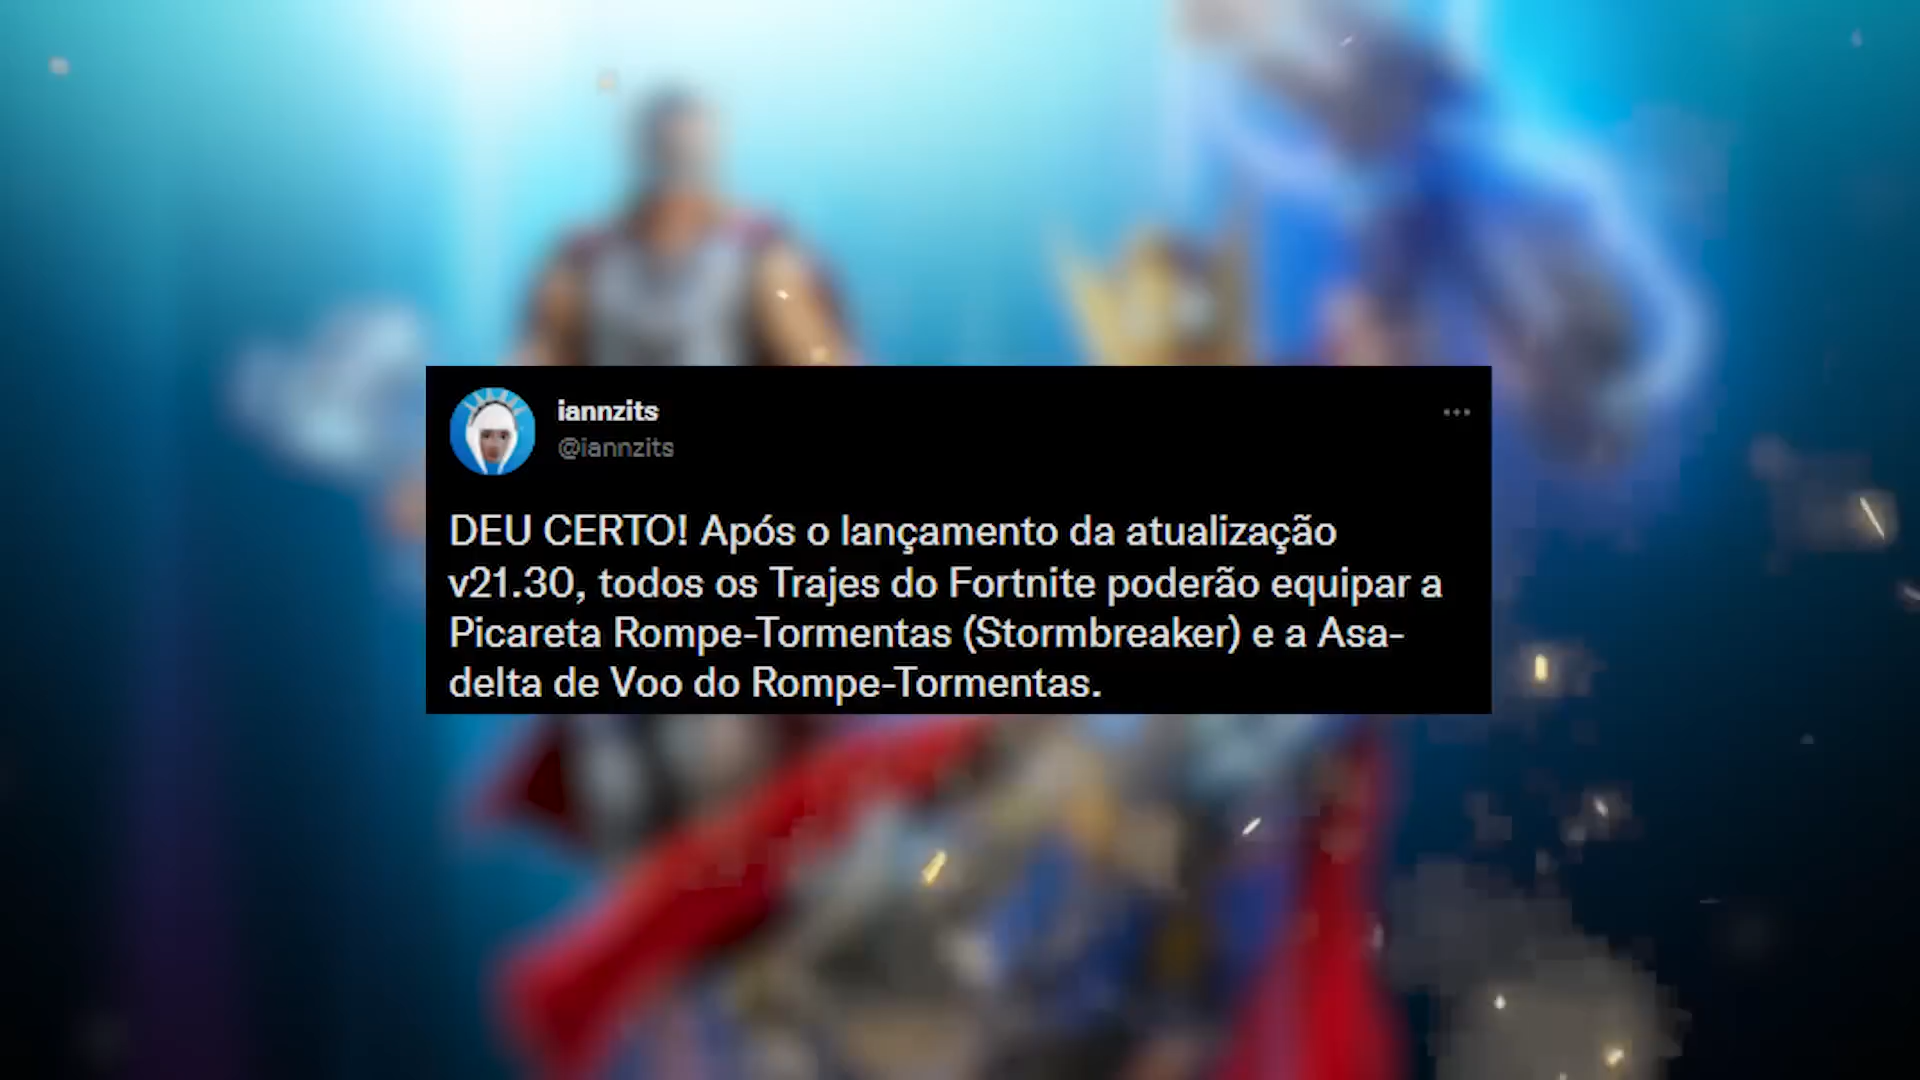 iannzits
@iannzits
DEU CERTO! Após o lançamento da atualização
v21.30, todos os Trajes do Fortnite poderão equipar a
Picareta Rompe-Tormentas (Stormbreaker) e a Asa-
delta de Voo do Rompe-Tormentas.